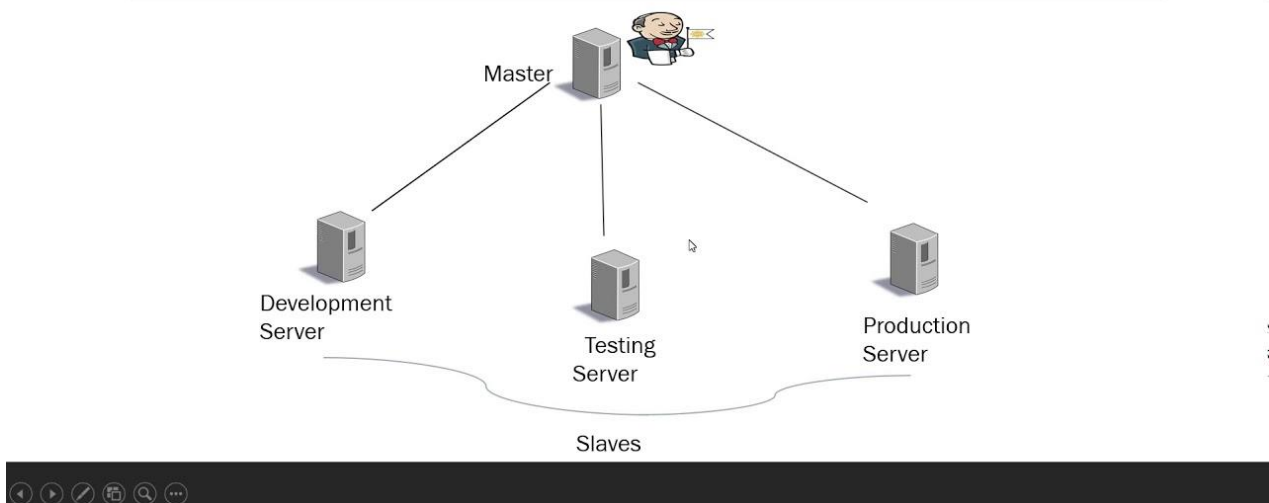 Master
Development
Server
Testing
Server
Production
Server
Slaves